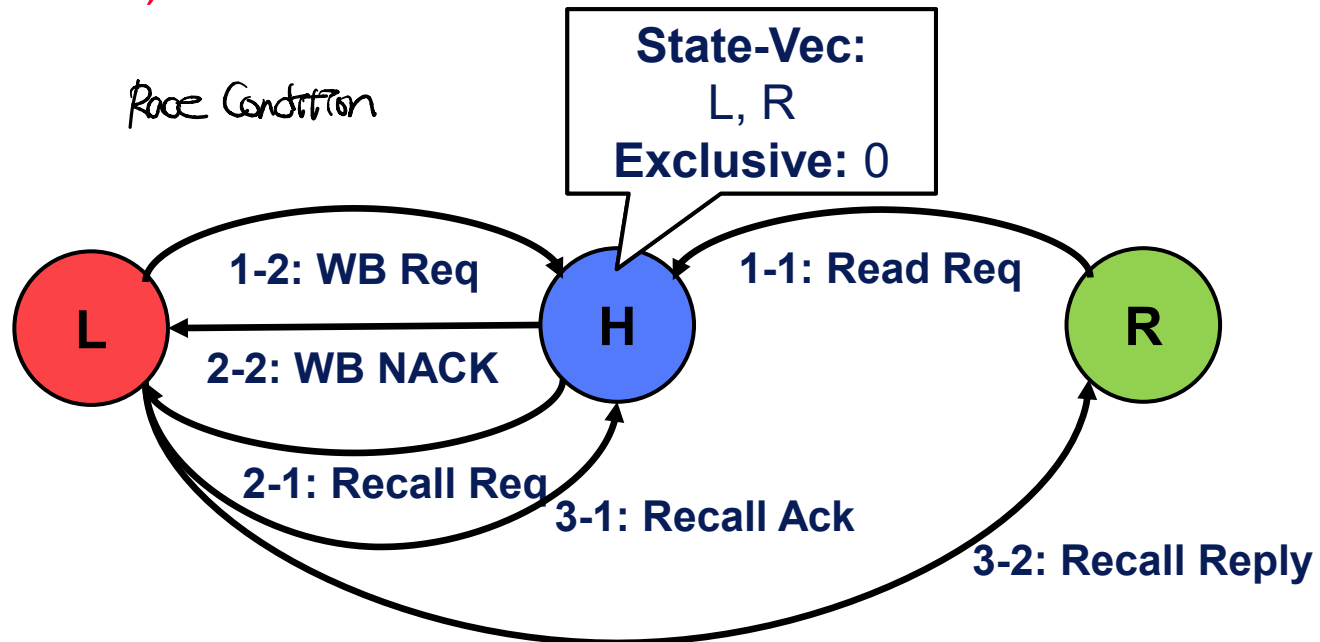 State-Vec:
L, R
Exclusive: 0
Race Condition
1-2: WB Req
1-1: Read Req
L
H
R
2-2: WB NACK
2-1: Recall Req
3-1: Recall Ack
3-2: Recall Reply